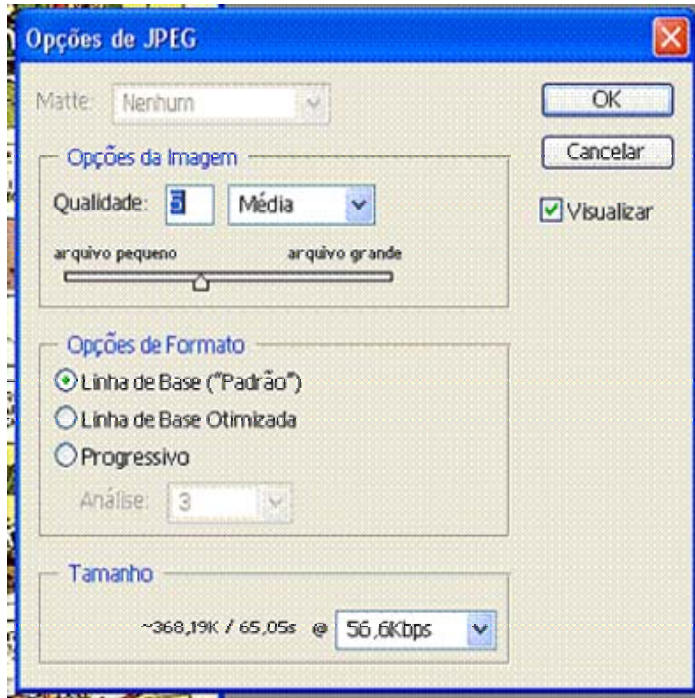 Opções de JPEG
Matte: Nenhum
OK
Cancelar
Visualizar
Opções da Imagem
Qualidade: 5 Média
arquivo pequeno arquivo grande
Opções de Formato
Linha de Base ("Padrão")
Linha de Base Otimizada
Progressivo
Análise: 3
Tamanho
~368,19K / 65,05s @ 56,6Kbps